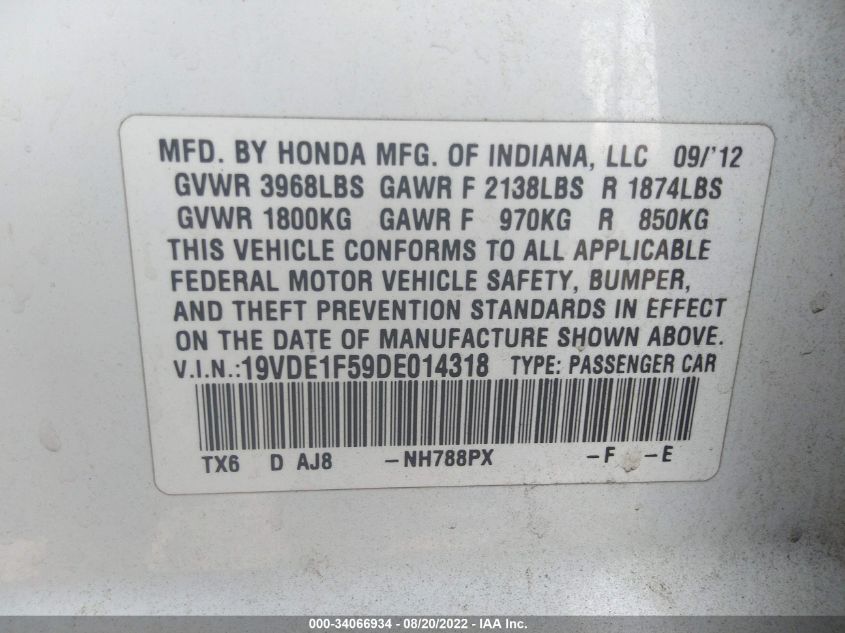 MFD. BY HONDA MFG. OF INDIANA, LLC 09/'12
GVWR 3968LBS GAWR F 2138LBS R 1874LBS
GVWR 1800KG GAWR F 970KG R 850KG
THIS VEHICLE CONFORMS TO ALL APPLICABLE
FEDERAL MOTOR VEHICLE SAFETY, BUMPER,
AND THEFT PREVENTION STANDARDS IN EFFECT
ON THE DATE OF MANUFACTURE SHOWN ABOVE.
V.I.N.:19VDE1F59DE014318 TYPE: PASSENGER CAR
TX6 D AJ8 -NH788PX -F -E
000-34066934 - 08/20/2022 - IAA Inc.